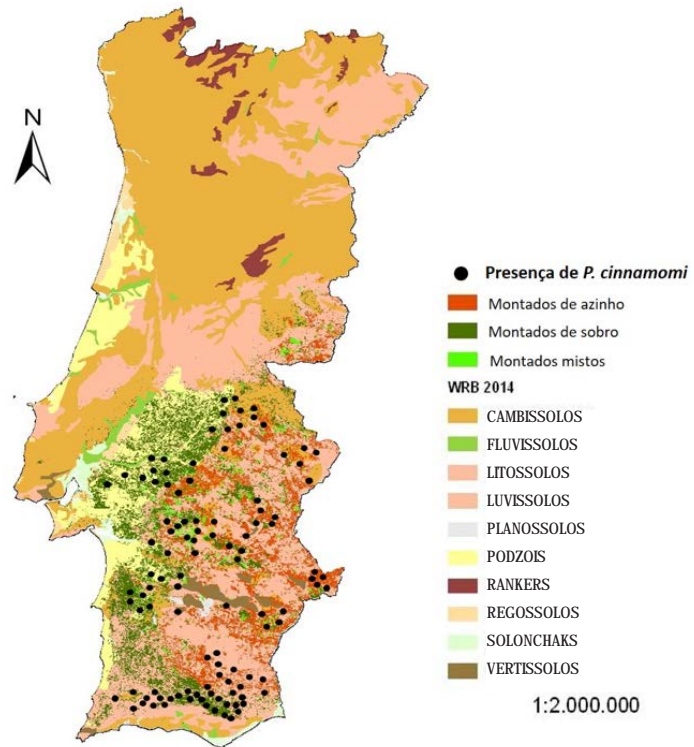 N
Presença de P. cinnamomi
Montados de azinho
Montados de sobro
Montados mistos
WRB 2014
CAMBISSOLOS
FLUVISSOLOS
LITOSSOLOS
LUVISSOLOS
PLANOSSOLOS
PODZOIS
RANKERS
REGOSSOLOS
SOLONCHAKS
VERTISSOLOS
1:2.000.000